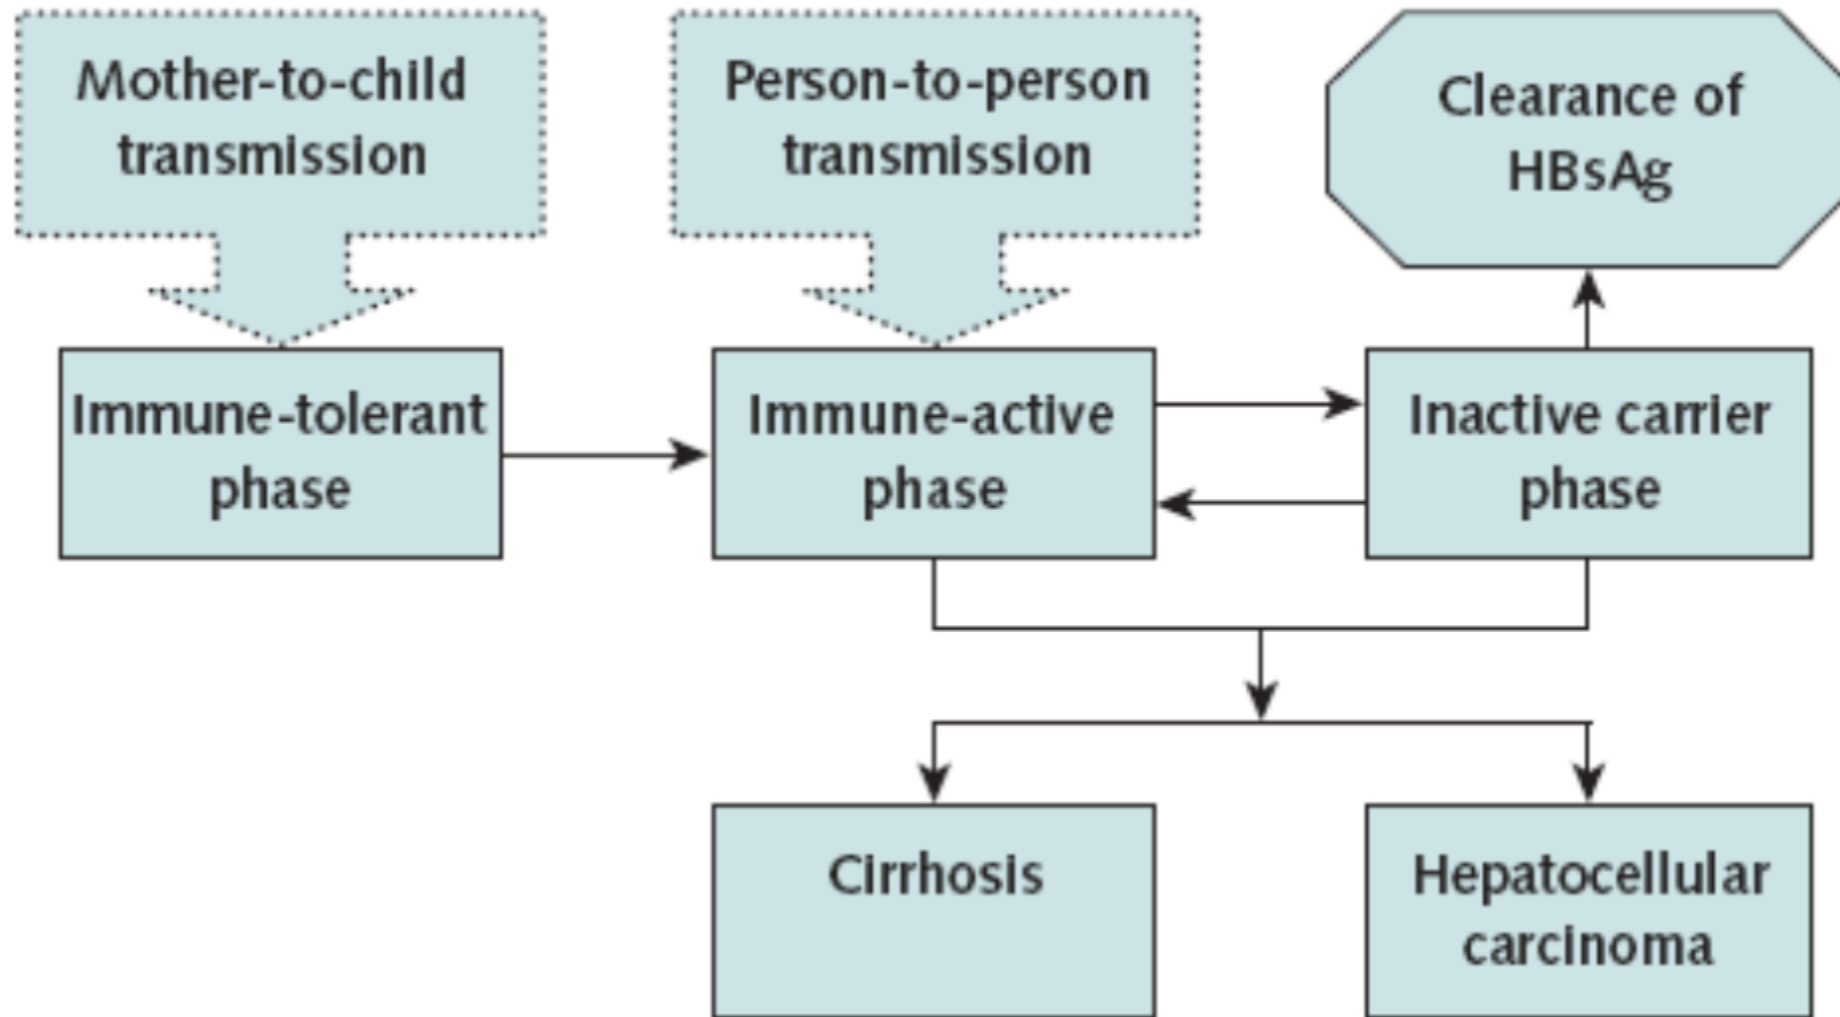 Mother-to-child
transmission
Person-to-person
transmission
Clearance of
HBsAg
Immune-tolerant
phase
Immune-active
phase
Inactive carrier
phase
Cirrhosis
Hepatocellular
carcinoma